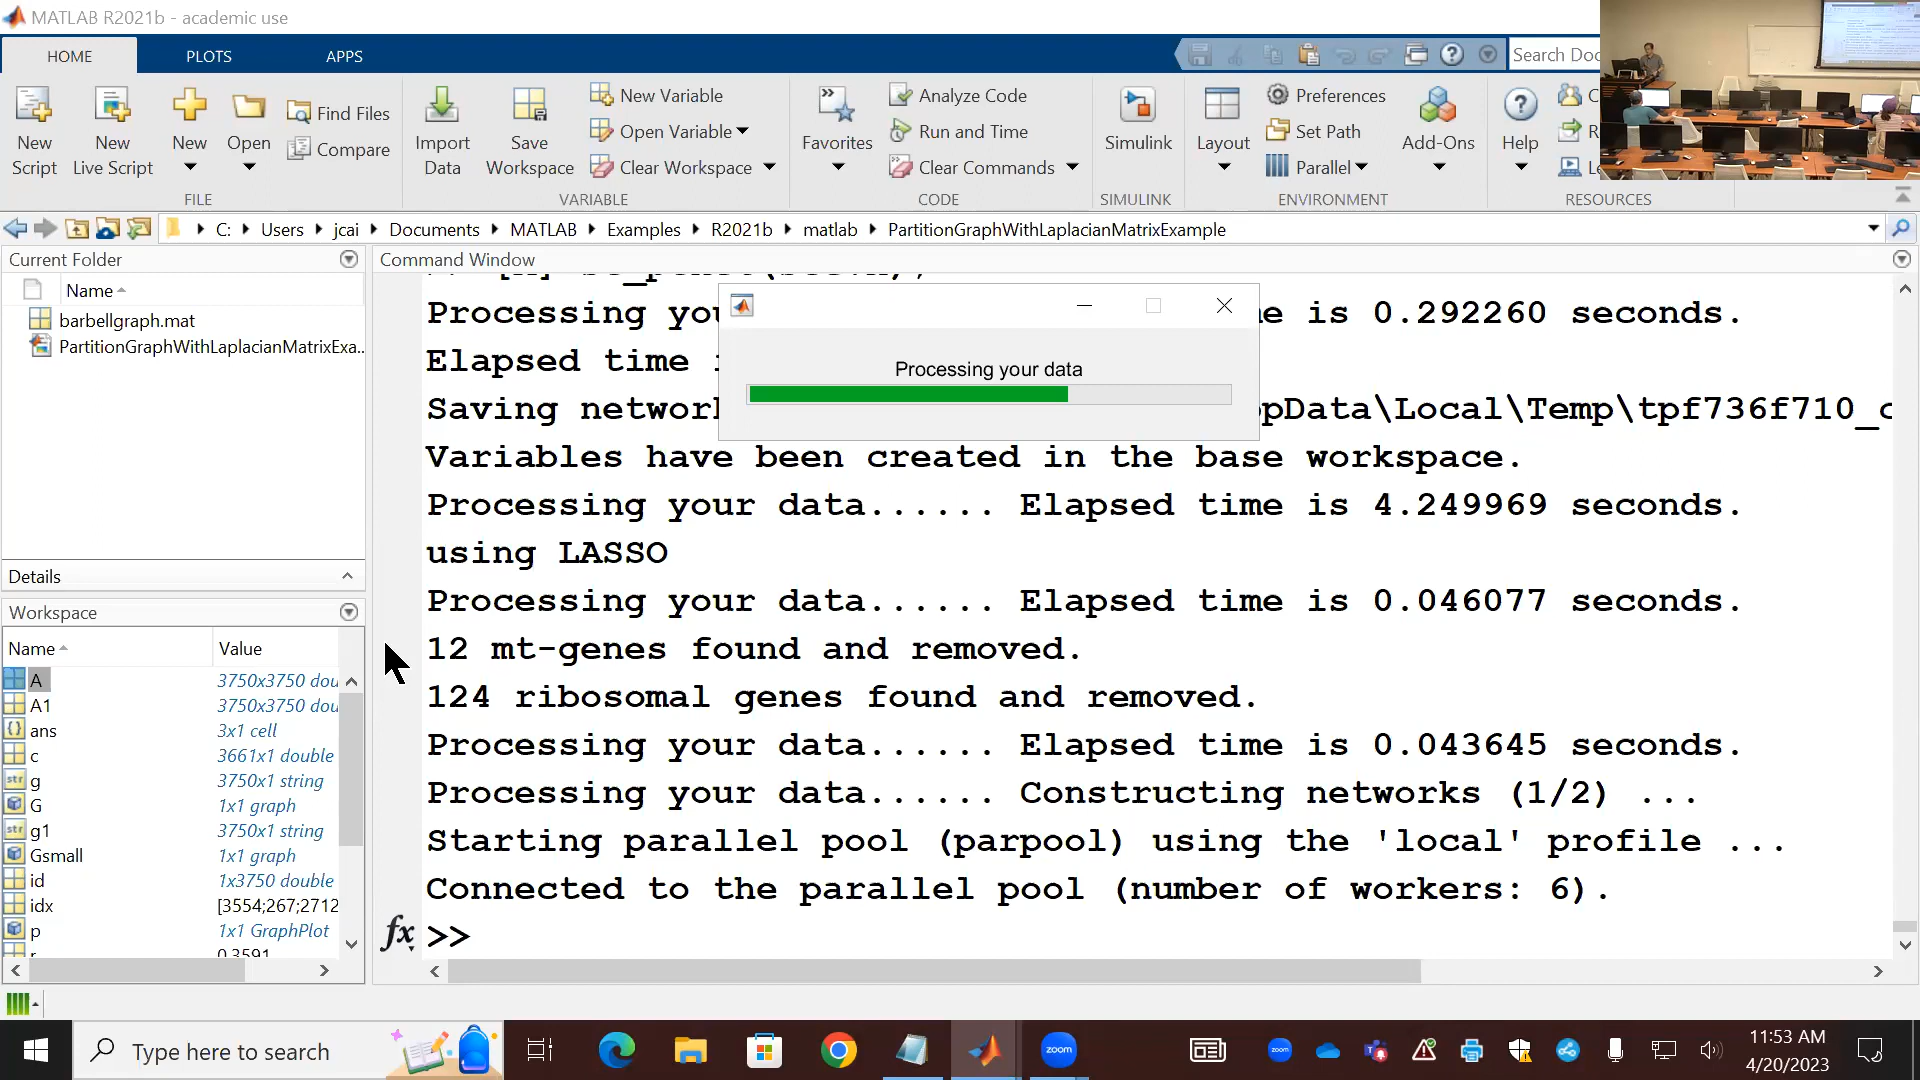 MATLAB R2021b - academic use
HOME PLOTS APPS
Search Doc
New Script
New Live Script
New
Open
Find Files
Compare
FILE
Import Data
Save Workspace
New Variable
Open Variable
Clear Workspace
VARIABLE
Favorites
Analyze Code
Run and Time
Clear Commands
CODE
Simulink
SIMULINK
Layout
Preferences
Set Path
Parallel
Add-Ons
ENVIRONMENT
Help
RESOURCES
C: Users jcai Documents MATLAB Examples R2021b matlab PartitionGraphWithLaplacianMatrixExample
Current Folder
Name
barbellgraph.mat
PartitionGraphWithLaplacianMatrixExa..
Details
Workspace
Name Value
A 3750x3750 dou
A1 3750x3750 dou
ans 3x1 cell
c 3661x1 double
g 3750x1 string
G 1x1 graph
g1 3750x1 string
Gsmall 1x1 graph
id 1x3750 double
idx [3554;267;2712
p 1x1 GraphPlot
Command Window
Processing you e is 0.292260 seconds.
Elapsed time
Saving network ppData\Local\Temp\tpf736f710_c
Variables have been created in the base workspace.
Processing your data...... Elapsed time is 4.249969 seconds.
using LASSO
Processing your data...... Elapsed time is 0.046077 seconds.
12 mt-genes found and removed.
124 ribosomal genes found and removed.
Processing your data...... Elapsed time is 0.043645 seconds.
Processing your data...... Constructing networks (1/2) ...
Starting parallel pool (parpool) using the 'local' profile ...
Connected to the parallel pool (number of workers: 6).
fx >>
Processing your data
Type here to search
zoom
zoom
11:53 AM
4/20/2023